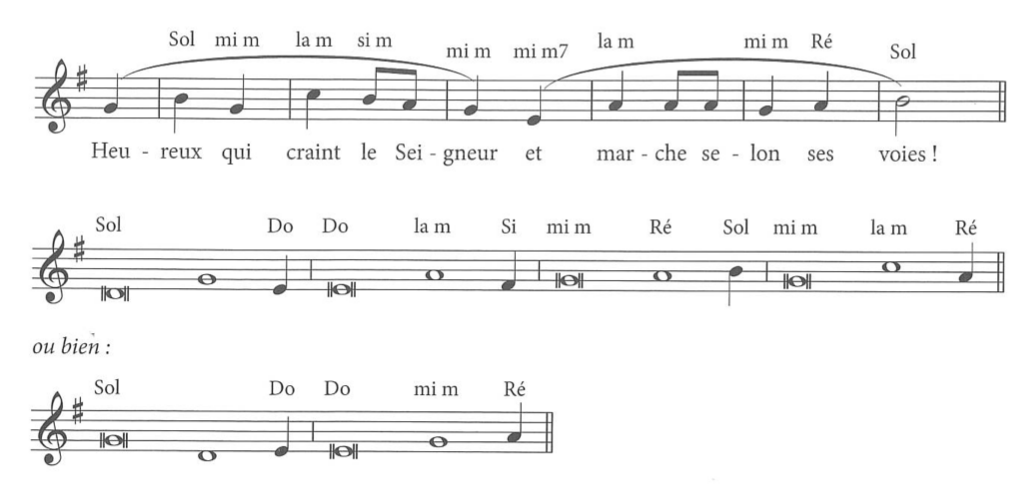 Sol mi m la m si m mi m mi m7 la m mi m Ré Sol
Heu - reux qui craint le Sei - gneur et mar - che se - lon ses voies !
Sol Do Do la m Si mi m Ré Sol mi m la m Ré
ou bien :
Sol Do Do mi m Ré